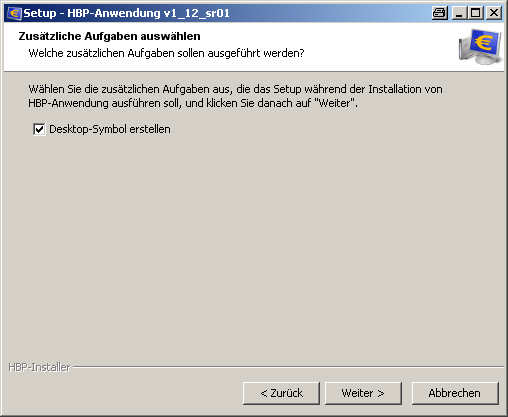 Setup - HBP-Anwendung v1_12_sr01
Zusätzliche Aufgaben auswählen
Welche zusätzlichen Aufgaben sollen ausgeführt werden?
Wählen Sie die zusätzlichen Aufgaben aus, die das Setup während der Installation von
HBP-Anwendung ausführen soll, und klicken Sie danach auf "Weiter".
Desktop-Symbol erstellen
HBP-Installer
< Zurück
Weiter >
Abbrechen